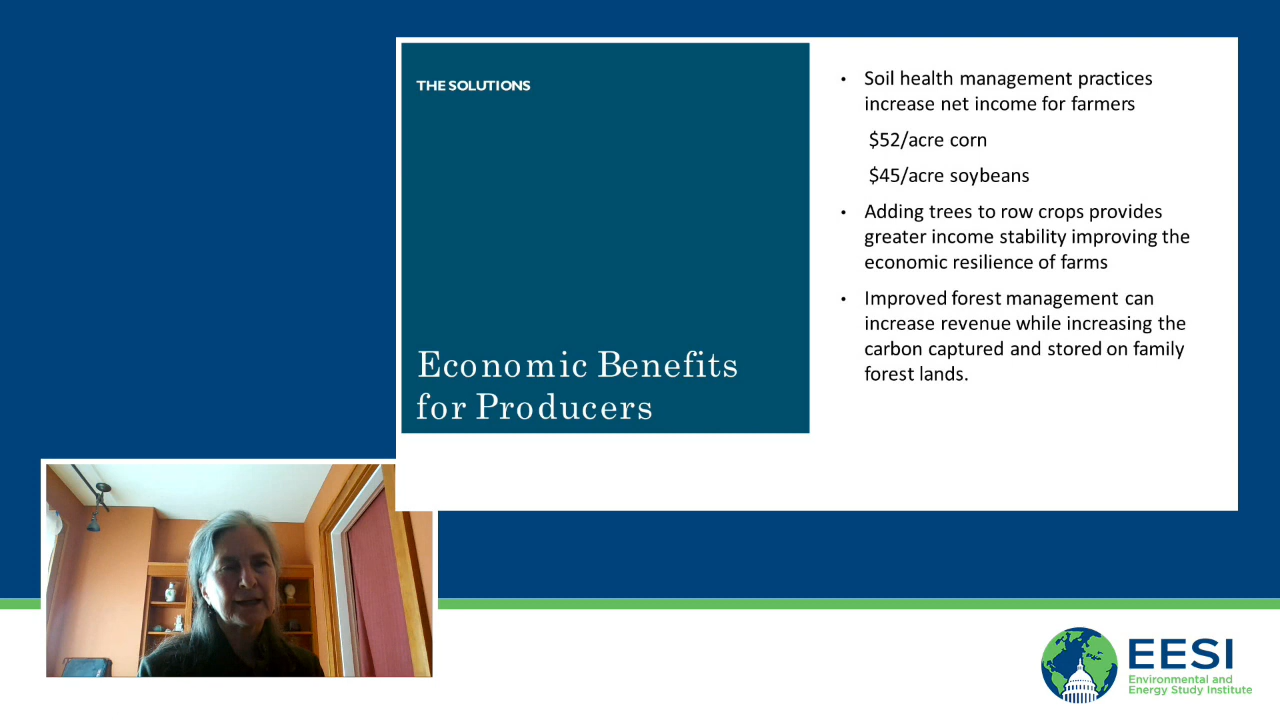 THE SOLUTIONS
Economic Benefits
for Producers
• Soil health management practices
increase net income for farmers
$52/acre corn
$45/acre soybeans
• Adding trees to row crops provides
greater income stability improving the
economic resilience of farms
• Improved forest management can
increase revenue while increasing the
carbon captured and stored on family
forest lands.
EESI
Environmental and
Energy Study Institute